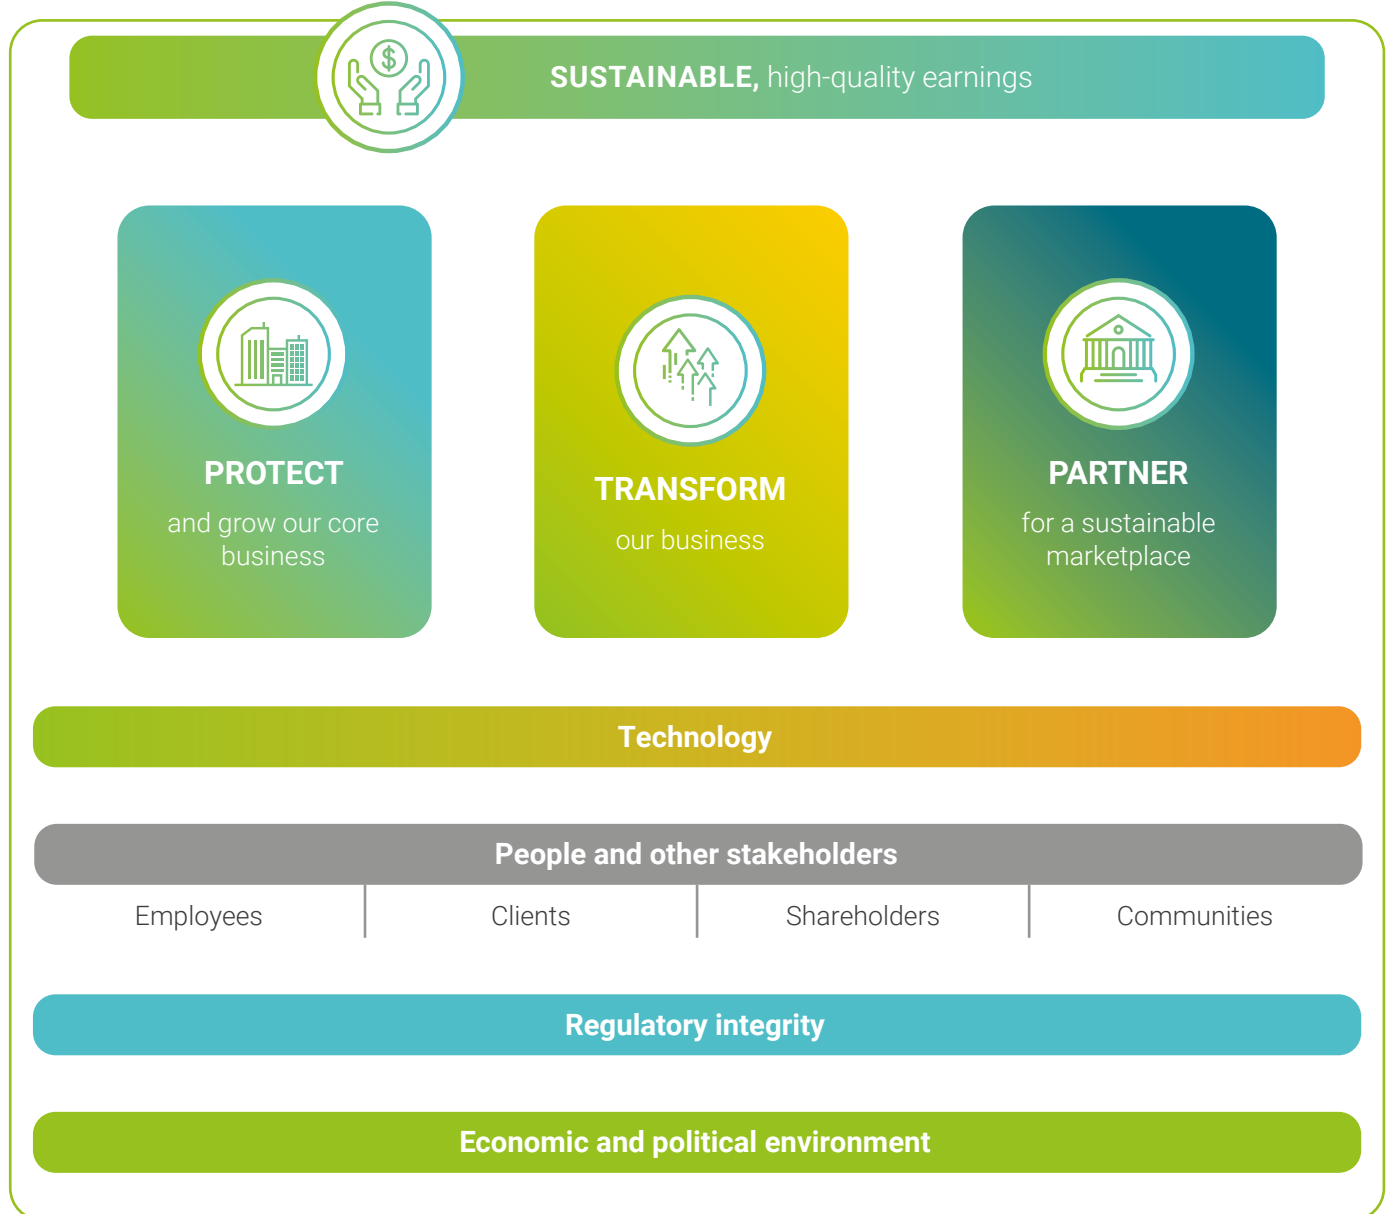 SUSTAINABLE, high-quality earnings
PROTECT
and grow our core
business
TRANSFORM
our business
PARTNER
for a sustainable
marketplace
Technology
People and other stakeholders
Employees
Clients
Shareholders
Communities
Regulatory integrity
Economic and political environment